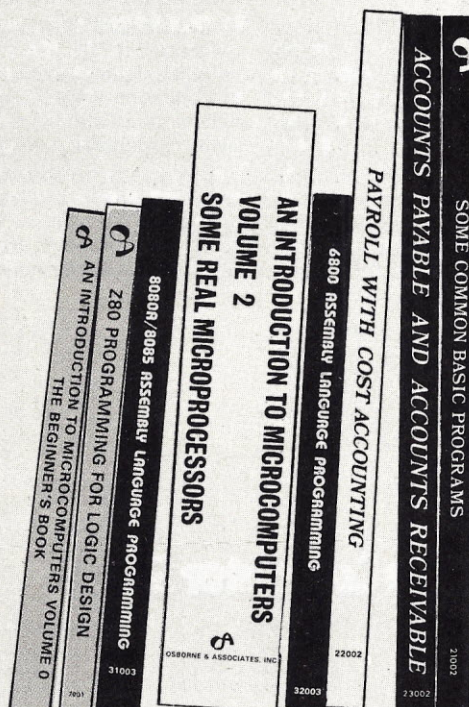 AN INTRODUCTION TO MICROCOMPUTERS VOLUME 0
THE BEGINNER'S BOOK
Z80 PROGRAMMING FOR LOGIC DESIGN
7001
8080A/8085 ASSEMBLY LANGUAGE PROGRAMMING
31003
AN INTRODUCTION TO MICROCOMPUTERS
VOLUME 2
SOME REAL MICROPROCESSORS
OSBORNE & ASSOCIATES, INC.
6800 ASSEMBLY LANGUAGE PROGRAMMING
32003
PAYROLL WITH COST ACCOUNTING
22002
ACCOUNTS PAYABLE AND ACCOUNTS RECEIVABLE
23002
SOME COMMON BASIC PROGRAMS
21002